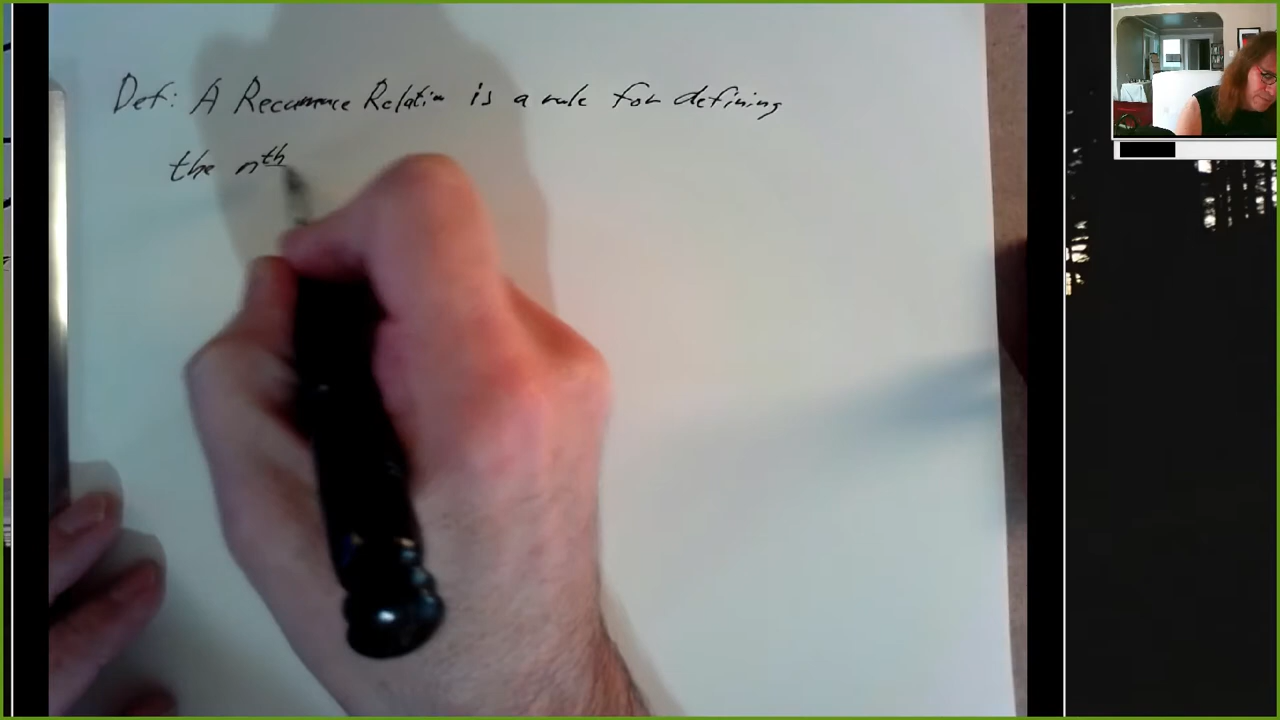 Def: A Recurrence Relation is a rule for defining
the nth